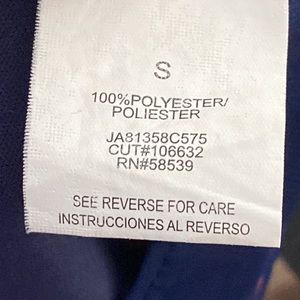 S
100%POLYESTER/
POLIESTER
JA81358C575
CUT#106632
RN#58539
SEE REVERSE FOR CARE
INSTRUCCIONES AL REVERSO